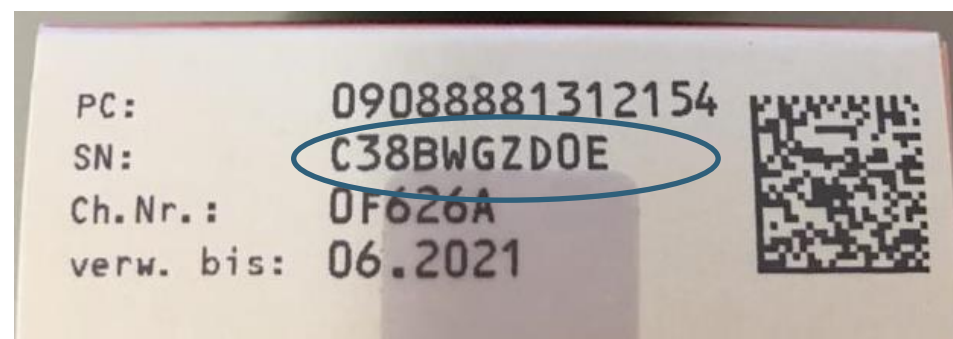 PC: 09088881312154
SN: C38BWGZD0E
Ch.Nr.: 0F626A
verw. bis: 06.2021